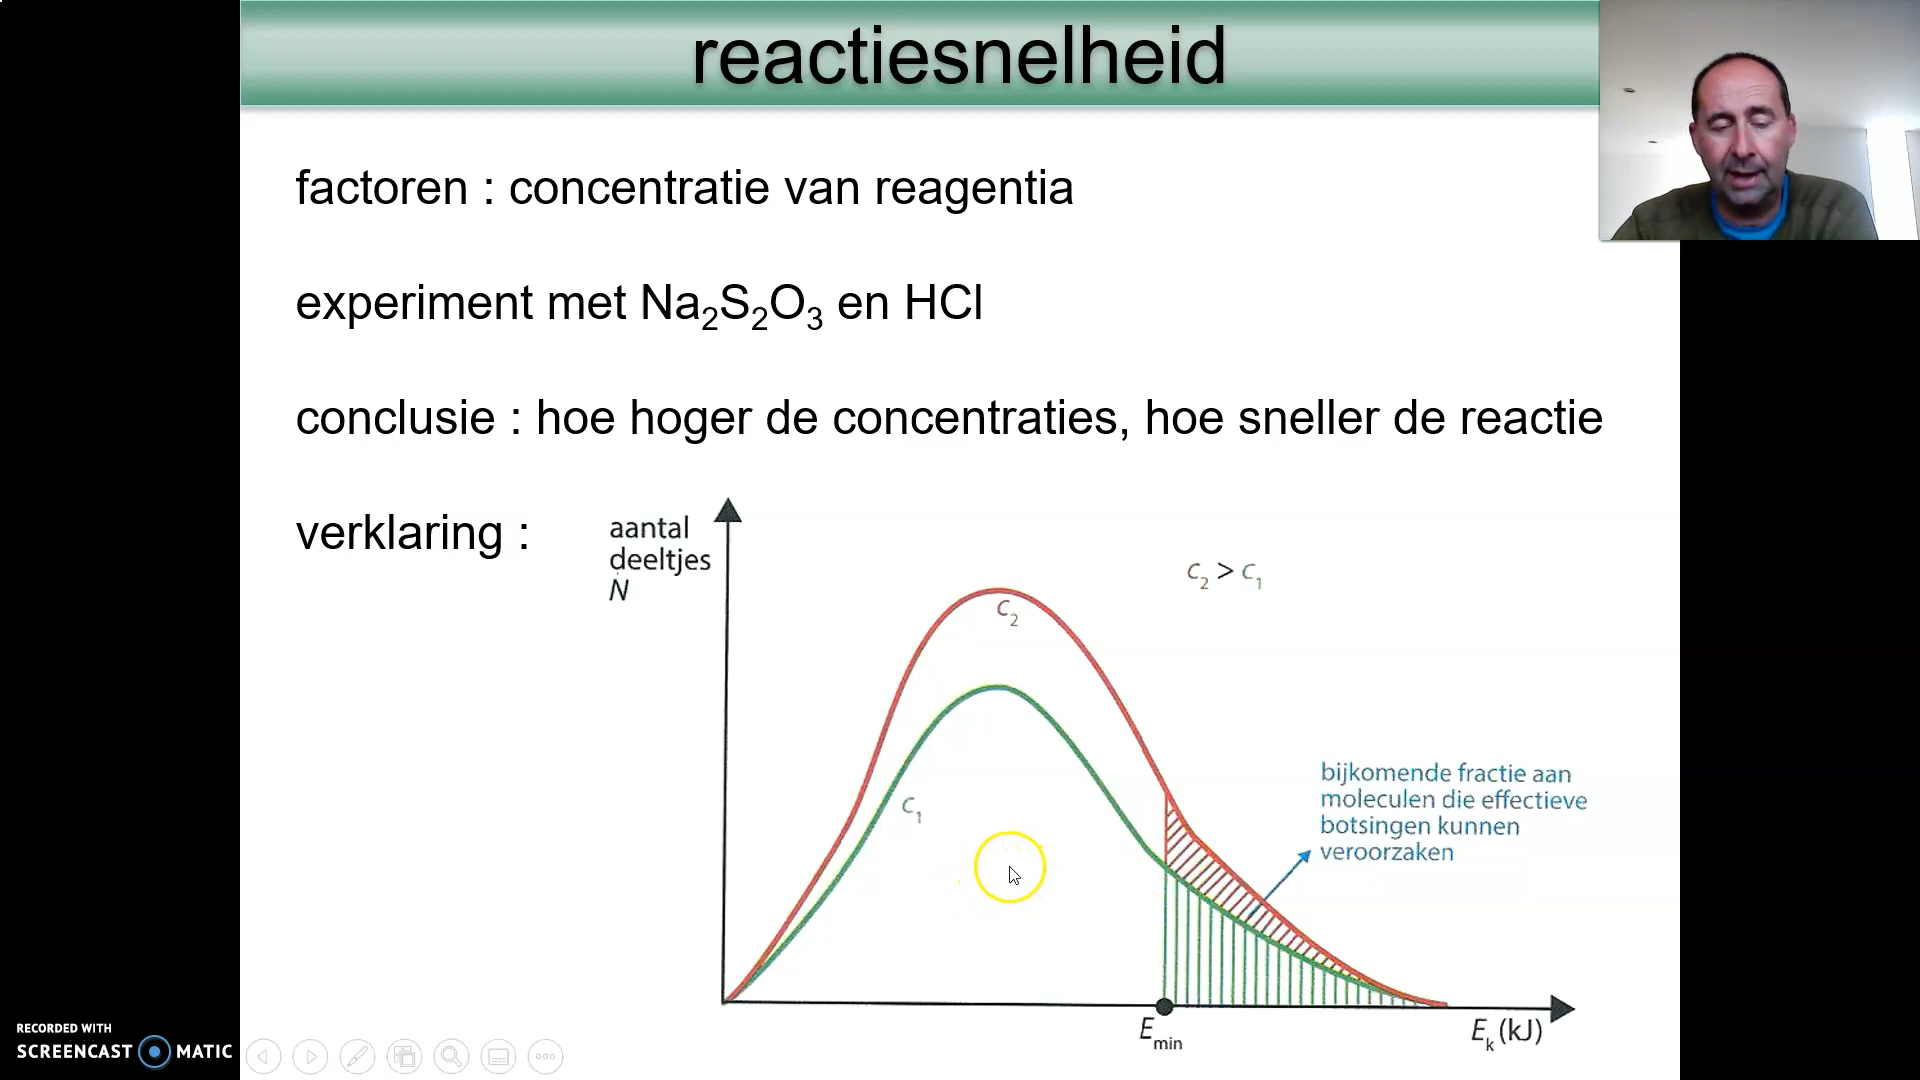 reactiesnelheid
factoren : concentratie van reagentia
experiment met Na₂S₂O₃ en HCl
conclusie : hoe hoger de concentraties, hoe sneller de reactie
verklaring :
aantal
deeltjes
N
C₂ > C₁
C₂
C₁
bijkomende fractie aan
moleculen die effectieve
botsingen kunnen
veroorzaken
E min
Eₖ (kJ)
RECORDED WITH
SCREENCAST MATIC